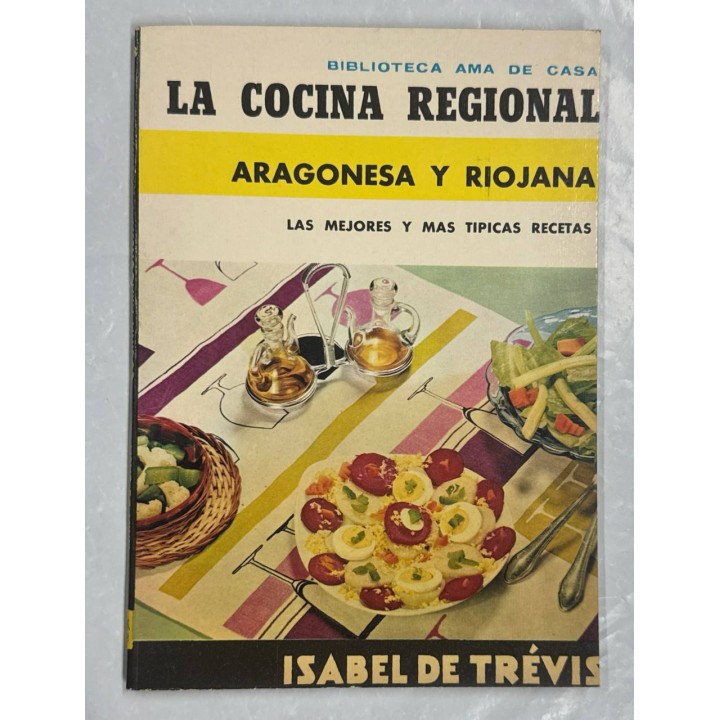 BIBLIOTECA AMA DE CASA
LA COCINA REGIONAL
ARAGONESA Y RIOJANA
LAS MEJORES Y MAS TIPICAS RECETAS
ISABEL DE TRÉVIS